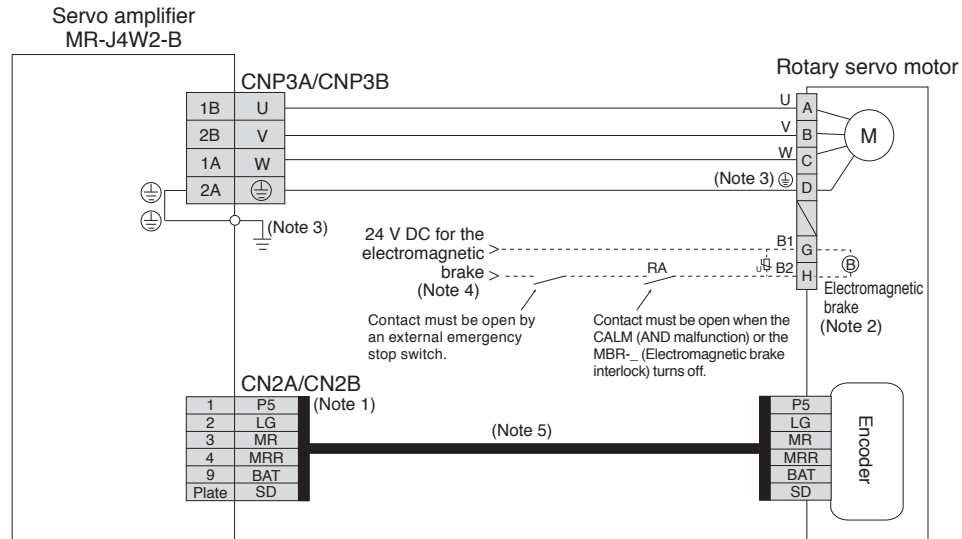 Servo amplifier
MR-J4W2-B
Rotary servo motor
CNP3A/CNP3B
1B U
2B V
1A W
2A
(Note 3)
U A
V B
W C
(Note 3) D
M
24 V DC for the
electromagnetic
brake
(Note 4)
RA
B1 G
U B2 H
B
Electromagnetic
brake
(Note 2)
Contact must be open by
an external emergency
stop switch.
Contact must be open when the
CALM (AND malfunction) or the
MBR-_ (Electromagnetic brake
interlock) turns off.
CN2A/CN2B
(Note 1)
1 P5
2 LG
3 MR
4 MRR
9 BAT
Plate SD
(Note 5)
P5
LG
MR
MRR
BAT
SD
Encoder